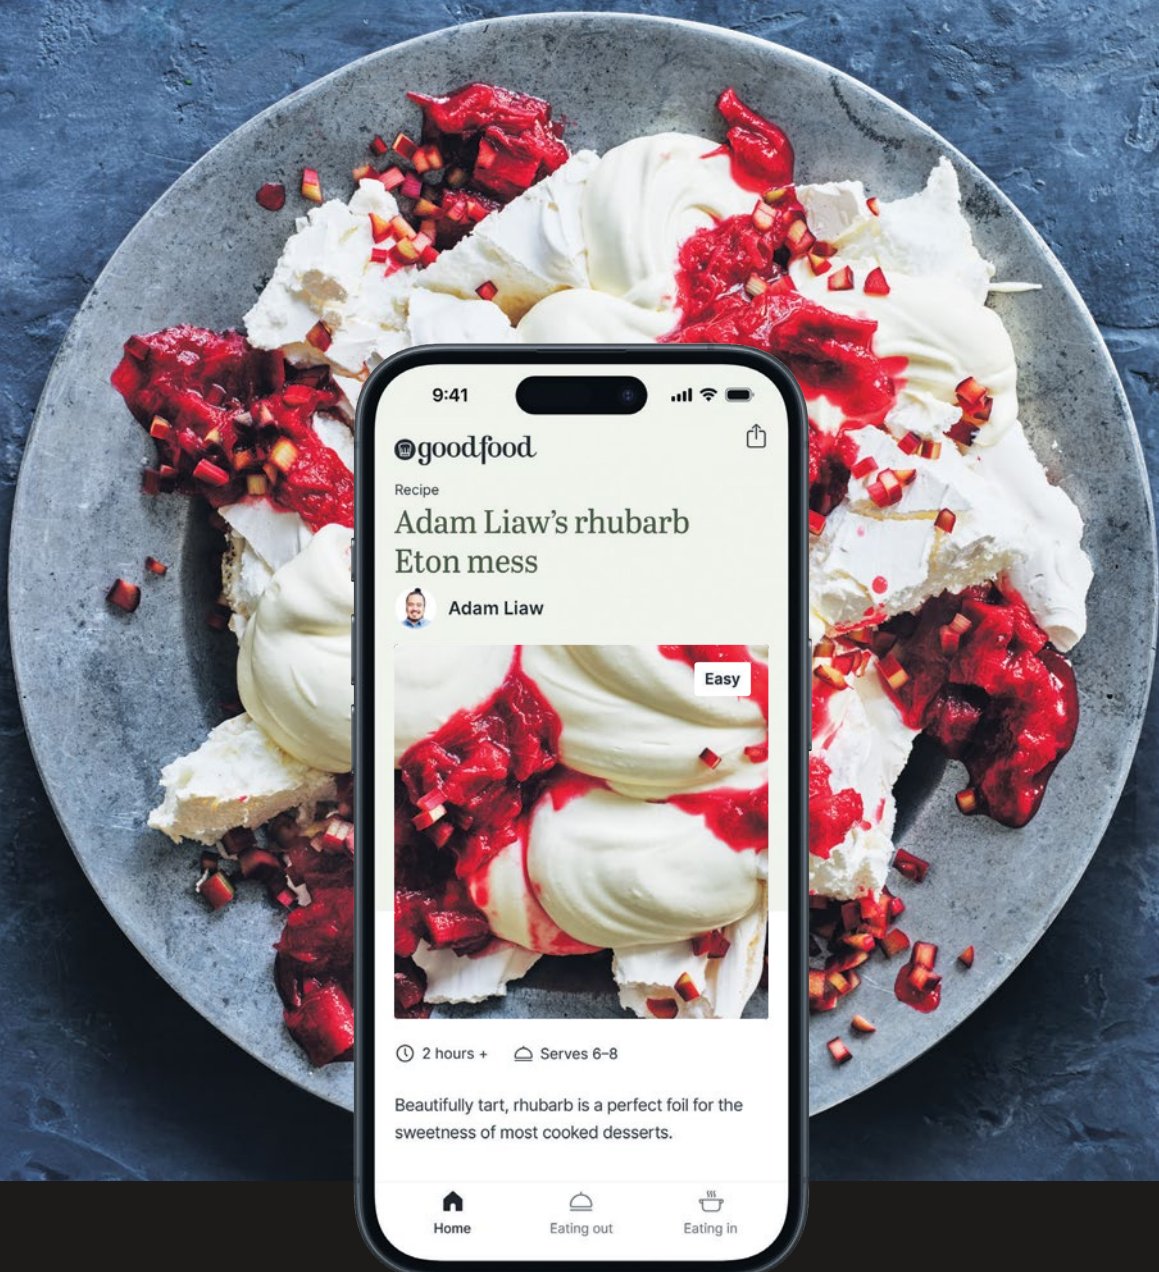 9:41
goodfood
Recipe
Adam Liaw’s rhubarb
Eton mess
Adam Liaw
Easy
2 hours +
Serves 6–8
Beautifully tart, rhubarb is a perfect foil for the
sweetness of most cooked desserts.
Home
Eating out
Eating in